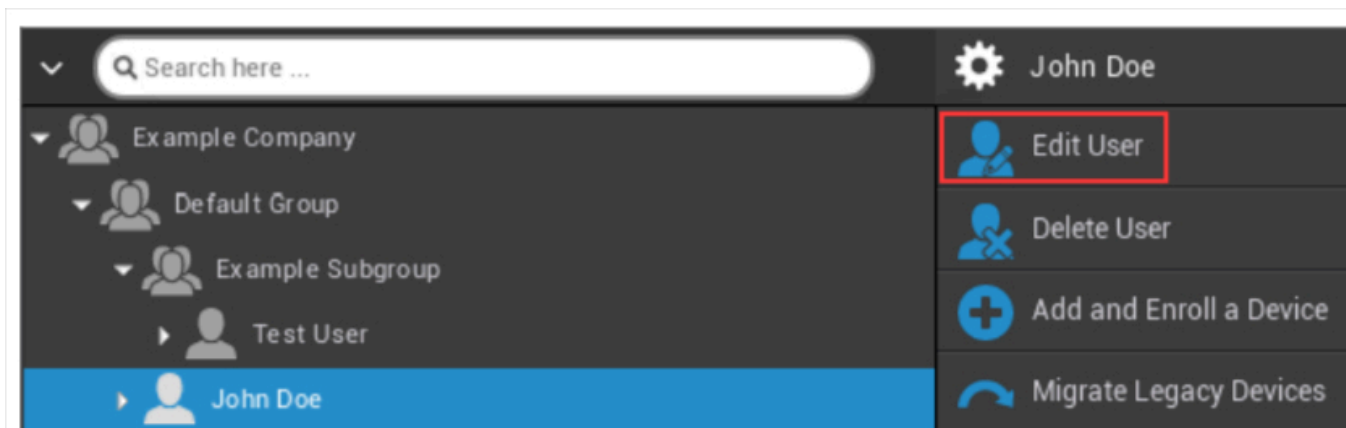 Search here ...
Example Company
Default Group
Example Subgroup
Test User
John Doe
John Doe
Edit User
Delete User
Add and Enroll a Device
Migrate Legacy Devices